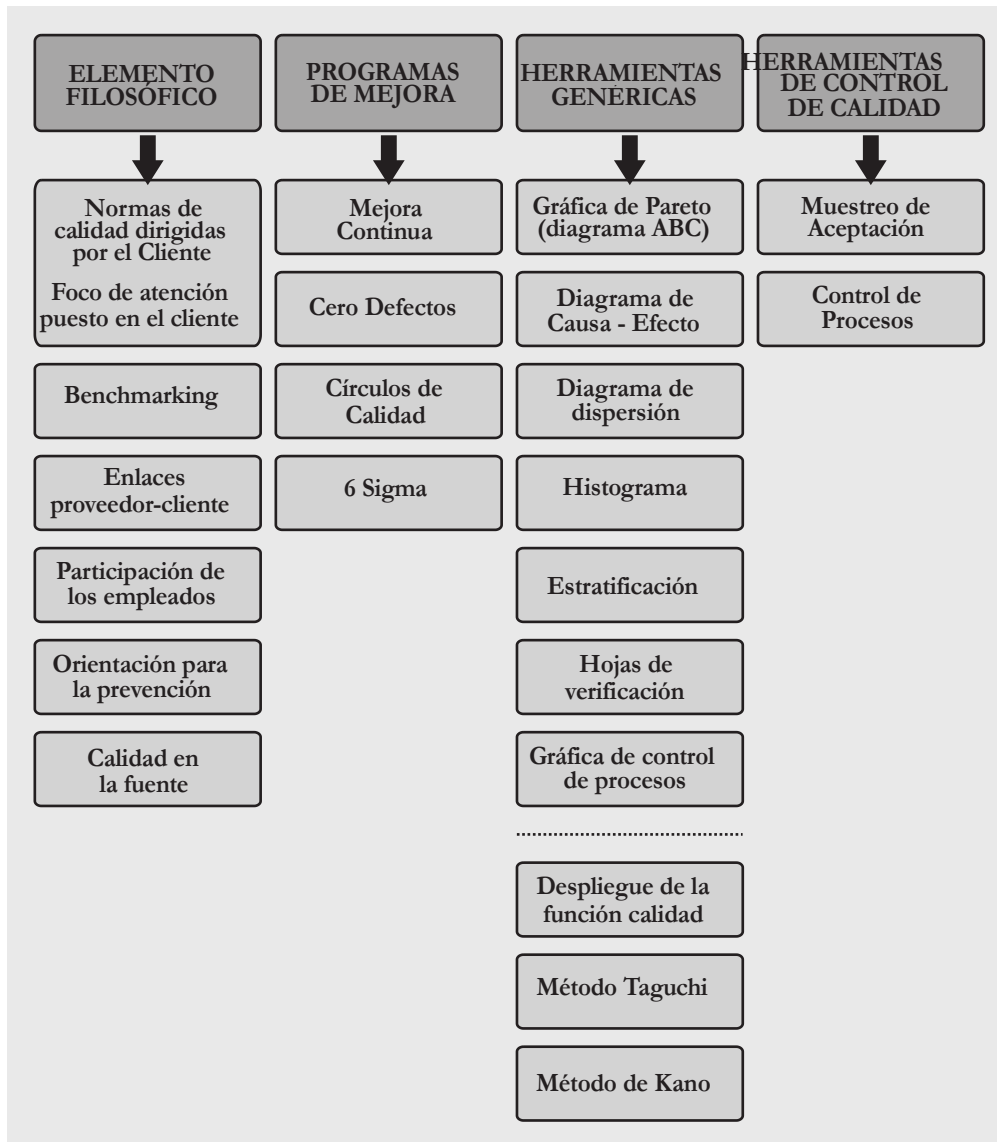 ELEMENTO
FILOSÓFICO
Normas de
calidad dirigidas
por el Cliente
Foco de atención
puesto en el cliente
Benchmarking
Enlaces
proveedor-cliente
Participación de
los empleados
Orientación para
la prevención
Calidad en
la fuente
PROGRAMAS
DE MEJORA
Mejora
Continua
Cero Defectos
Círculos de
Calidad
6 Sigma
HERRAMIENTAS
GENÉRICAS
Gráfica de Pareto
(diagrama ABC)
Diagrama de
Causa - Efecto
Diagrama de
dispersión
Histograma
Estratificación
Hojas de
verificación
Gráfica de control
de procesos
Despliegue de la
función calidad
Método Taguchi
Método de Kano
HERRAMIENTAS
DE CONTROL
DE CALIDAD
Muestreo de
Aceptación
Control de
Procesos